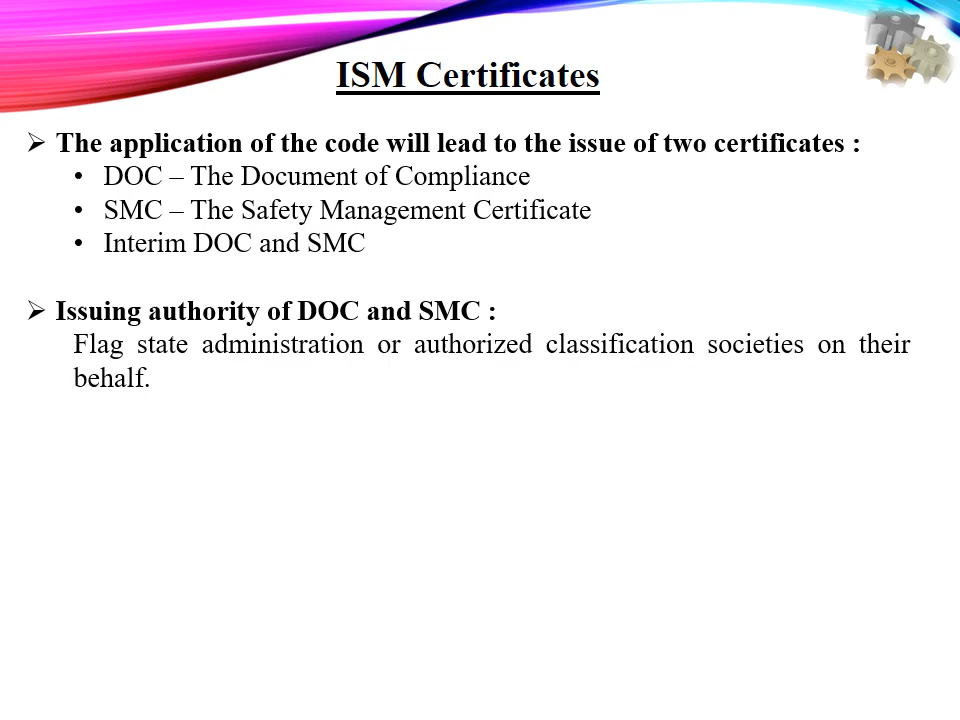 ISM Certificates
➢ The application of the code will lead to the issue of two certificates :
• DOC – The Document of Compliance
• SMC – The Safety Management Certificate
• Interim DOC and SMC
➢ Issuing authority of DOC and SMC :
Flag state administration or authorized classification societies on their
behalf.